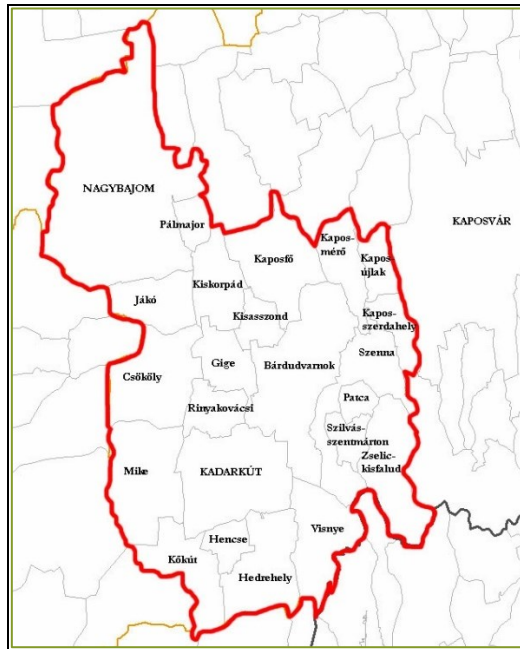 NAGYBAJOM
KAPOSVÁR
Pálmajor
Kapos-
mérő
Kaposfő
Kapos-
újlak
Kiskorpád
Jákó
Kisasszond
Kapos-
szerdahely
Szenna
Gige
Bárdudvarnok
Csököly
Patca
Rinyakovácsi
Szilvás-
szentmárton
Zselic-
kisfalud
Mike
KADARKÚT
Visnye
Hencse
Kőkút
Hedrehely